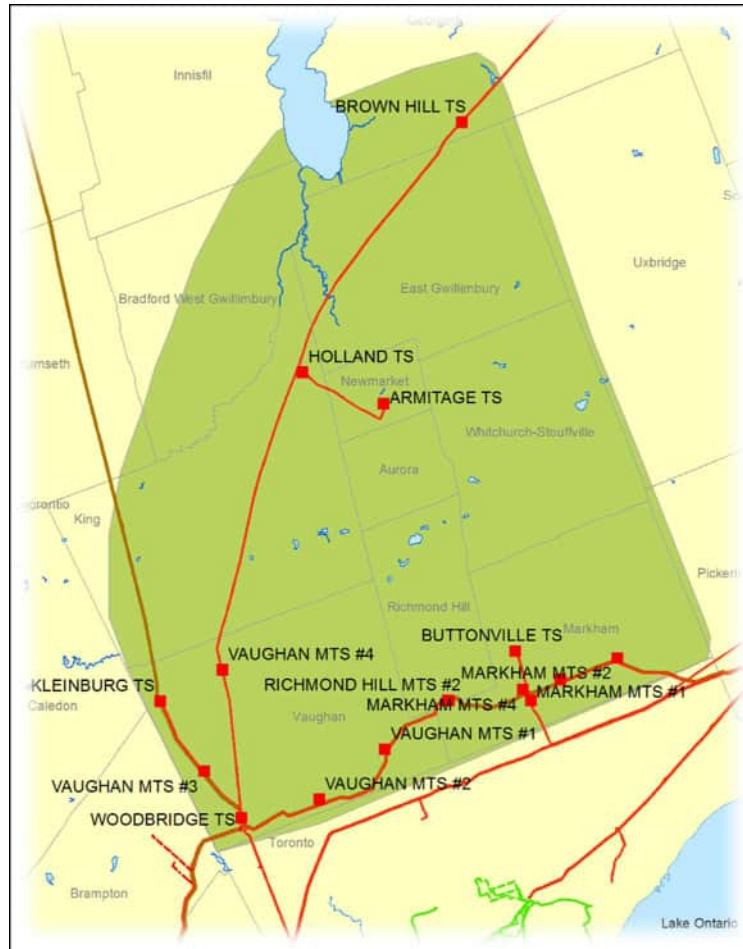 Georgina
Innisfil
BROWN HILL TS
Uxbridge
East Gwillimbury
Bradford West Gwillimbury
HOLLAND TS
Newmarket
ARMITAGE TS
Whitchurch-Stouffville
Aurora
King
Richmond Hill
Markham
BUTTONVILLE TS
VAUGHAN MTS #4
MARKHAM MTS #2
KLEINBURG TS
RICHMOND HILL MTS #2
MARKHAM MTS #1
Caledon
MARKHAM MTS #4
Vaughan
VAUGHAN MTS #1
VAUGHAN MTS #3
VAUGHAN MTS #2
WOODBRIDGE TS
Toronto
Brampton
Lake Ontario